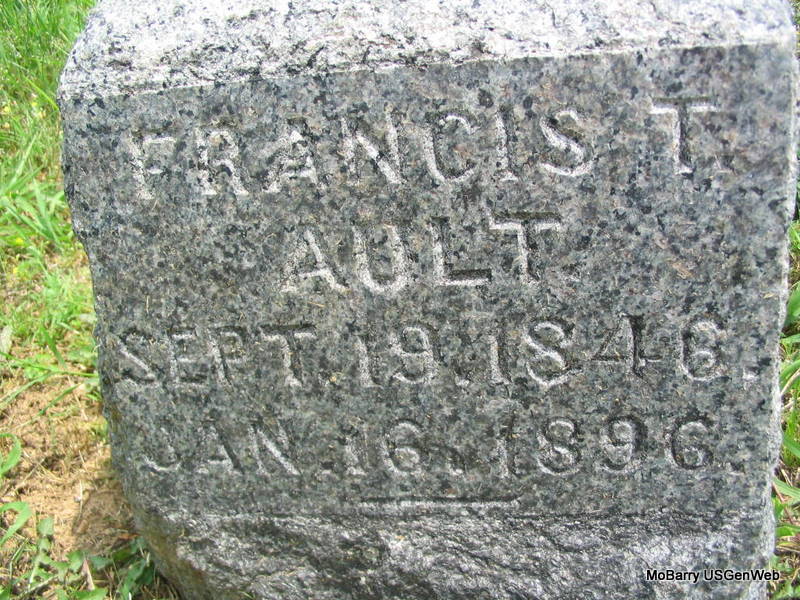 FRANCIS T.
AULT.
SEPT. 19. 1846.
JAN. 16. 1896.
MoBarry USGenWeb